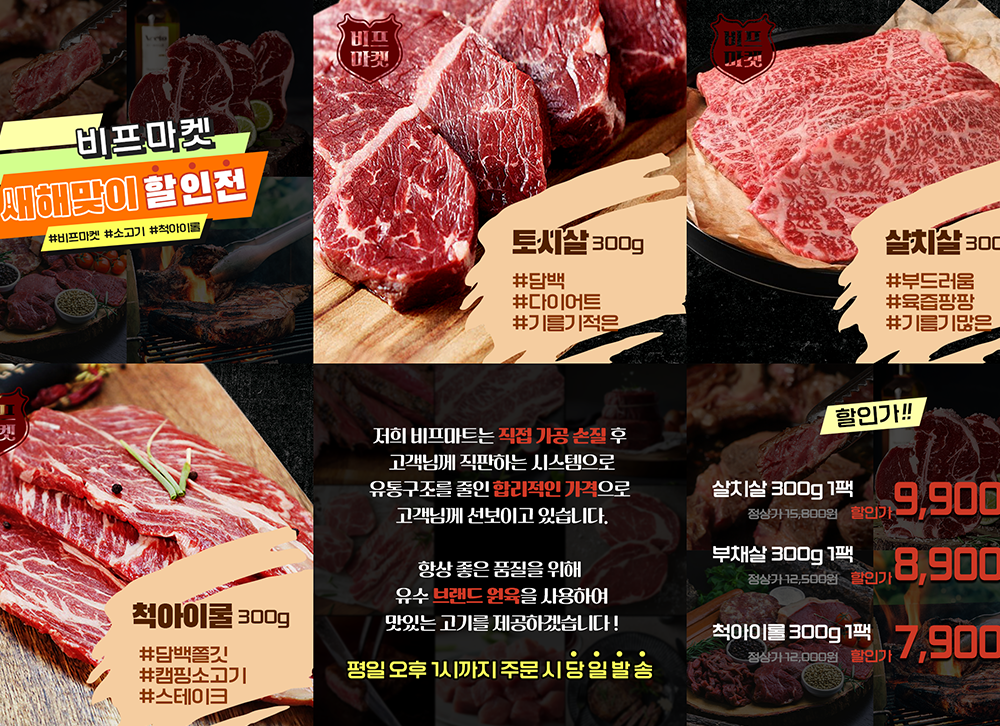 비프마켓
새해맞이 할인전
#비프마켓 #소고기 #척아이롤
비프
마켓
토시살 300g
#담백
#다이어트
#기름기적은
비프
마켓
살치살 300
#부드러움
#육즙팡팡
#기름기많은
척아이롤 300g
#담백쫄깃
#캠핑소고기
#스테이크
저희 비프마트는 직접 가공 손질 후
고객님께 직판하는 시스템으로
유통구조를 줄인 합리적인 가격으로
고객님께 선보이고 있습니다.
항상 좋은 품질을 위해
유수 브랜드 원육을 사용하여
맛있는 고기를 제공하겠습니다!
평일 오후 1시까지 주문 시 당일발송
할인가!!
살치살 300g 1팩
정상가 15,800원 할인가 9,900
부채살 300g 1팩
정상가 12,500원 할인가 8,900
척아이롤 300g 1팩
정상가 12,000원 할인가 7,900